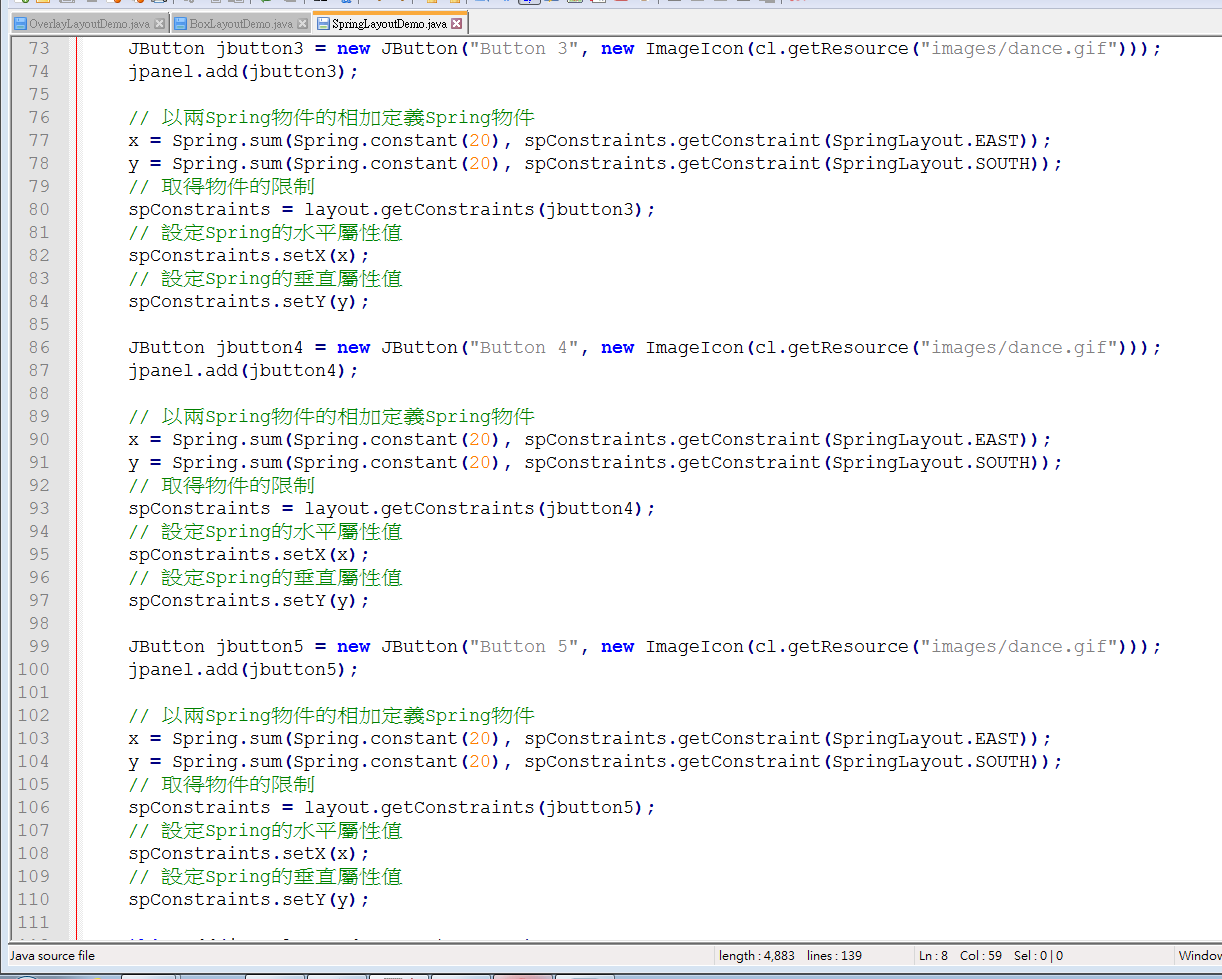 OverlayLayoutDemo.java BoxLayoutDemo.java SpringLayoutDemo.java
73 JButton jbutton3 = new JButton("Button 3", new ImageIcon(cl.getResource("images/dance.gif")));
74 jpanel.add(jbutton3);
75
76 // 以兩Spring物件的相加定義Spring物件
77 x = Spring.sum(Spring.constant(20), spConstraints.getConstraint(SpringLayout.EAST));
78 y = Spring.sum(Spring.constant(20), spConstraints.getConstraint(SpringLayout.SOUTH));
79 // 取得物件的限制
80 spConstraints = layout.getConstraints(jbutton3);
81 // 設定Spring的水平屬性值
82 spConstraints.setX(x);
83 // 設定Spring的垂直屬性值
84 spConstraints.setY(y);
85
86 JButton jbutton4 = new JButton("Button 4", new ImageIcon(cl.getResource("images/dance.gif")));
87 jpanel.add(jbutton4);
88
89 // 以兩Spring物件的相加定義Spring物件
90 x = Spring.sum(Spring.constant(20), spConstraints.getConstraint(SpringLayout.EAST));
91 y = Spring.sum(Spring.constant(20), spConstraints.getConstraint(SpringLayout.SOUTH));
92 // 取得物件的限制
93 spConstraints = layout.getConstraints(jbutton4);
94 // 設定Spring的水平屬性值
95 spConstraints.setX(x);
96 // 設定Spring的垂直屬性值
97 spConstraints.setY(y);
98
99 JButton jbutton5 = new JButton("Button 5", new ImageIcon(cl.getResource("images/dance.gif")));
100 jpanel.add(jbutton5);
101
102 // 以兩Spring物件的相加定義Spring物件
103 x = Spring.sum(Spring.constant(20), spConstraints.getConstraint(SpringLayout.EAST));
104 y = Spring.sum(Spring.constant(20), spConstraints.getConstraint(SpringLayout.SOUTH));
105 // 取得物件的限制
106 spConstraints = layout.getConstraints(jbutton5);
107 // 設定Spring的水平屬性值
108 spConstraints.setX(x);
109 // 設定Spring的垂直屬性值
110 spConstraints.setY(y);
111
Java source file length : 4,883 lines : 139 Ln : 8 Col : 59 Sel : 0 | 0 Window